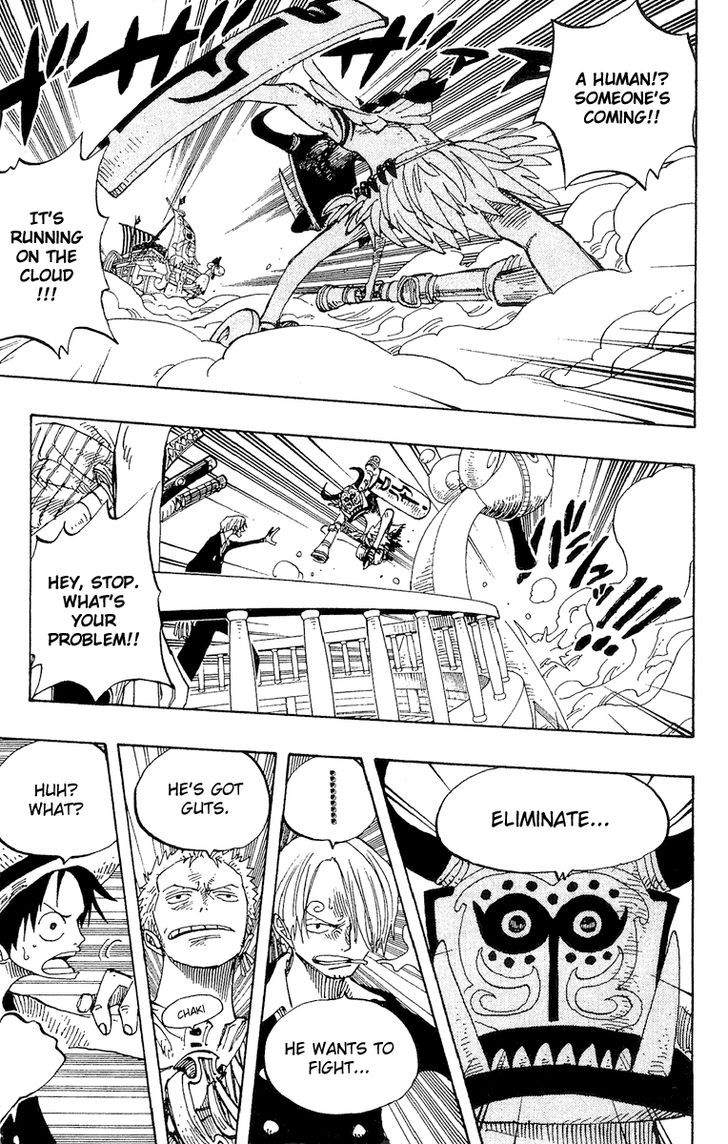 A HUMAN!?
SOMEONE'S
COMING!!
IT'S
RUNNING
ON THE
CLOUD
!!!
HEY, STOP.
WHAT'S
YOUR
PROBLEM!!
ELIMINATE...
.........
HE WANTS TO
FIGHT...
HE'S GOT
GUTS.
CHAKI
HUH?
WHAT?